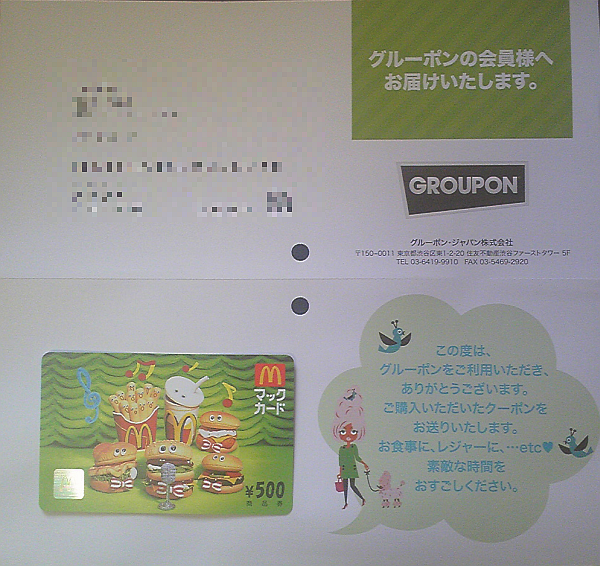 グルーポンの会員様へ
お届けいたします。
GROUPON
グルーポン・ジャパン株式会社
〒150-0011 東京都渋谷区東1-2-20 住友不動産渋谷ファーストタワー 5F
TEL 03-6419-9910 FAX 03-5469-2920
マック
カード
¥500
商品券
この度は、
グルーポンをご利用いただき、
ありがとうございます。
ご購入いただいたクーポンを
お送りいたします。
お食事に、レジャーに、…etc♥
素敵な時間を
おすごしください。